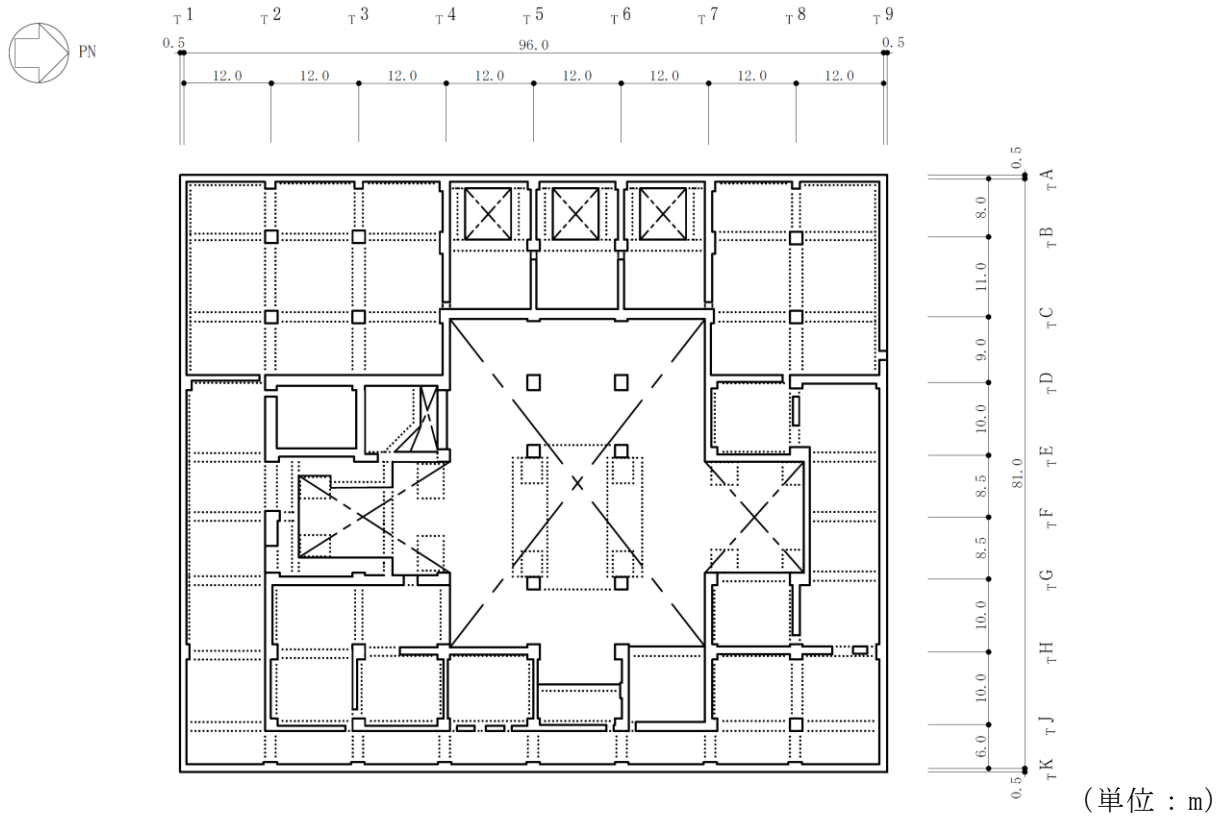 T1 T2 T3 T4 T5 T6 T7 T8 T9
PN
0.5 96.0 0.5
12.0 12.0 12.0 12.0 12.0 12.0 12.0 12.0
0.5 TA
8.0 TB
11.0 TC
9.0 TD
10.0 TE
8.5 81.0 TF
8.5 TG
10.0 TH
10.0 TJ
6.0 TK
0.5
(単位:m)